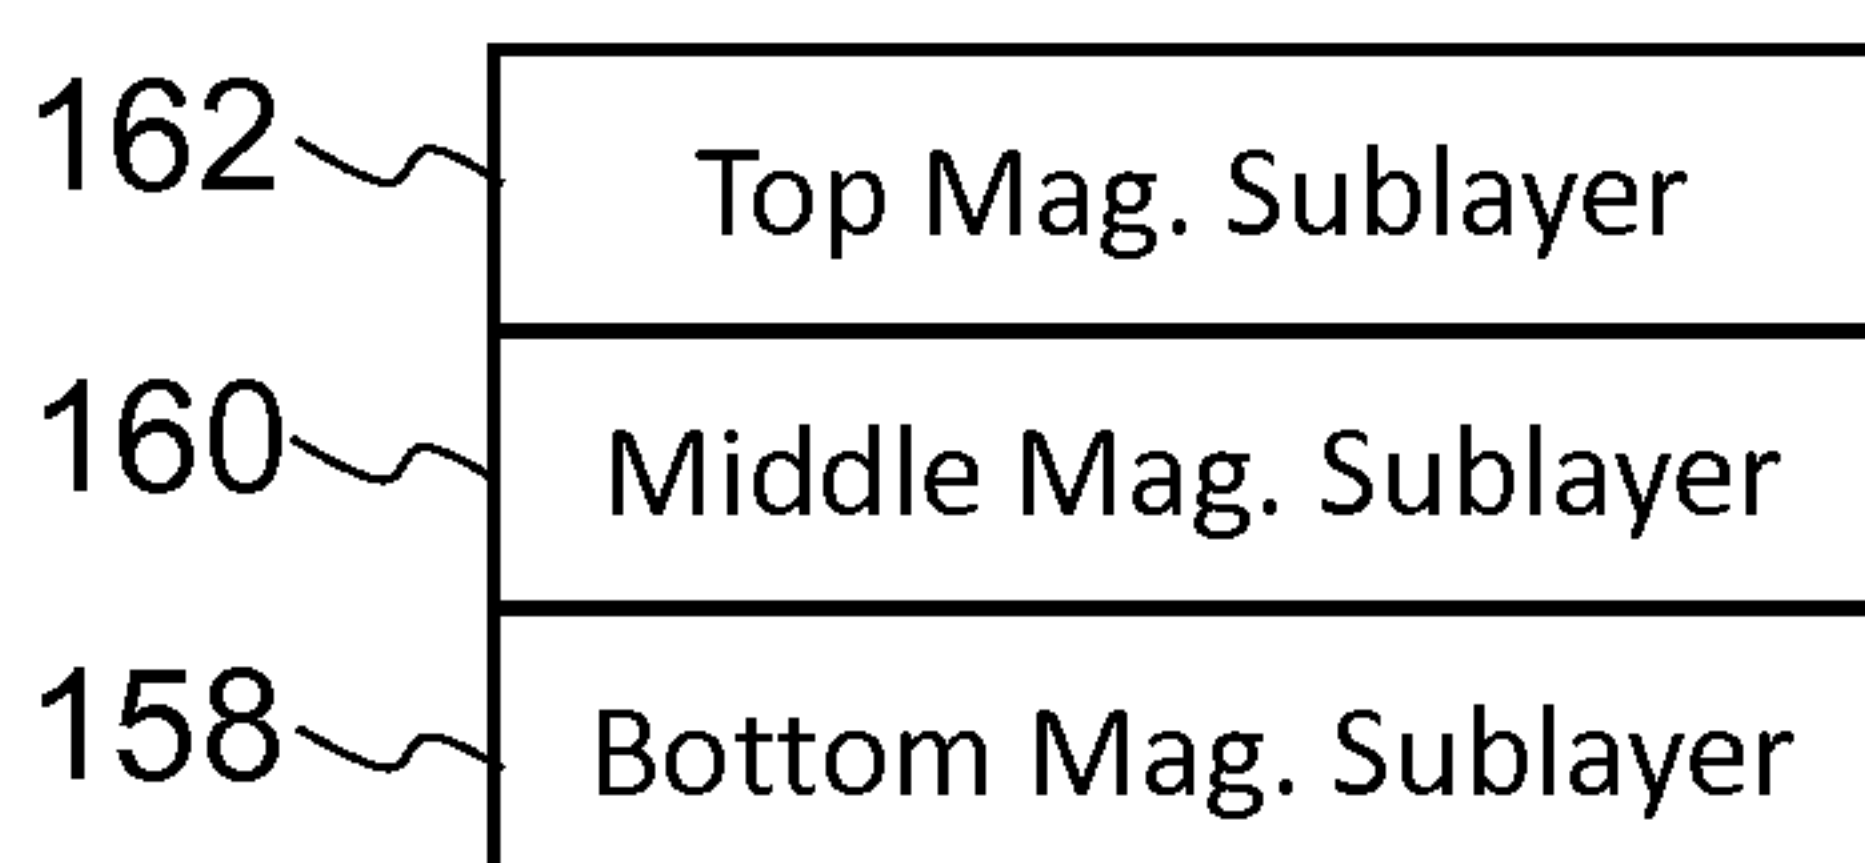 162 Top Mag. Sublayer
160 Middle Mag. Sublayer
158 Bottom Mag. Sublayer